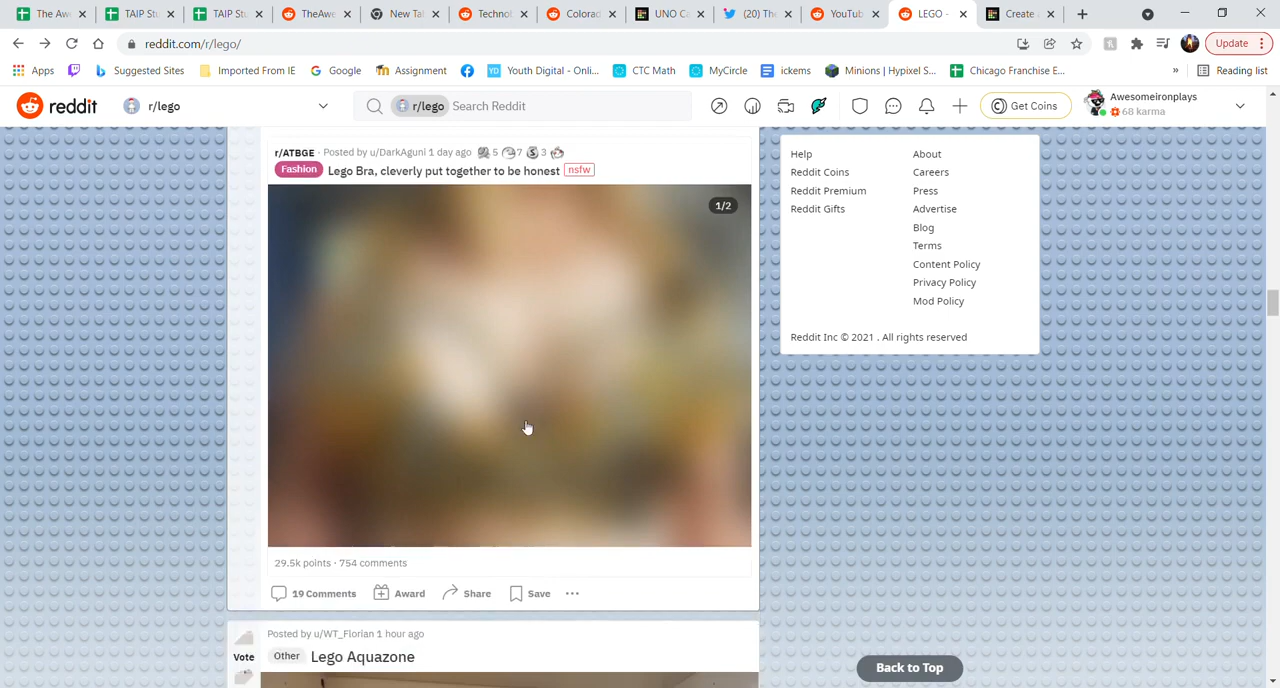 The Aw
TAIP Stu
TAIP Stu
TheAwe
New Tal
Technol
Colorad
UNO Ca
(20) The
YouTub
LEGO -
Create a
reddit.com/r/lego/
Update
Apps
Suggested Sites
Imported From IE
Google
Assignment
YD
Youth Digital - Onli...
CTC Math
MyCircle
ickems
Minions | Hypixel S...
Chicago Franchise E...
»
Reading list
reddit
r/lego
r/lego Search Reddit
Get Coins
Awesomeironplays
68 karma
r/ATBGE · Posted by u/DarkAguni 1 day ago 5 7 3
Fashion Lego Bra, cleverly put together to be honest nsfw
1/2
29.5k points · 754 comments
19 Comments Award Share Save ...
Posted by u/WT_Florian 1 hour ago
Vote
Other Lego Aquazone
Help
Reddit Coins
Reddit Premium
Reddit Gifts
About
Careers
Press
Advertise
Blog
Terms
Content Policy
Privacy Policy
Mod Policy
Reddit Inc © 2021 . All rights reserved
Back to Top